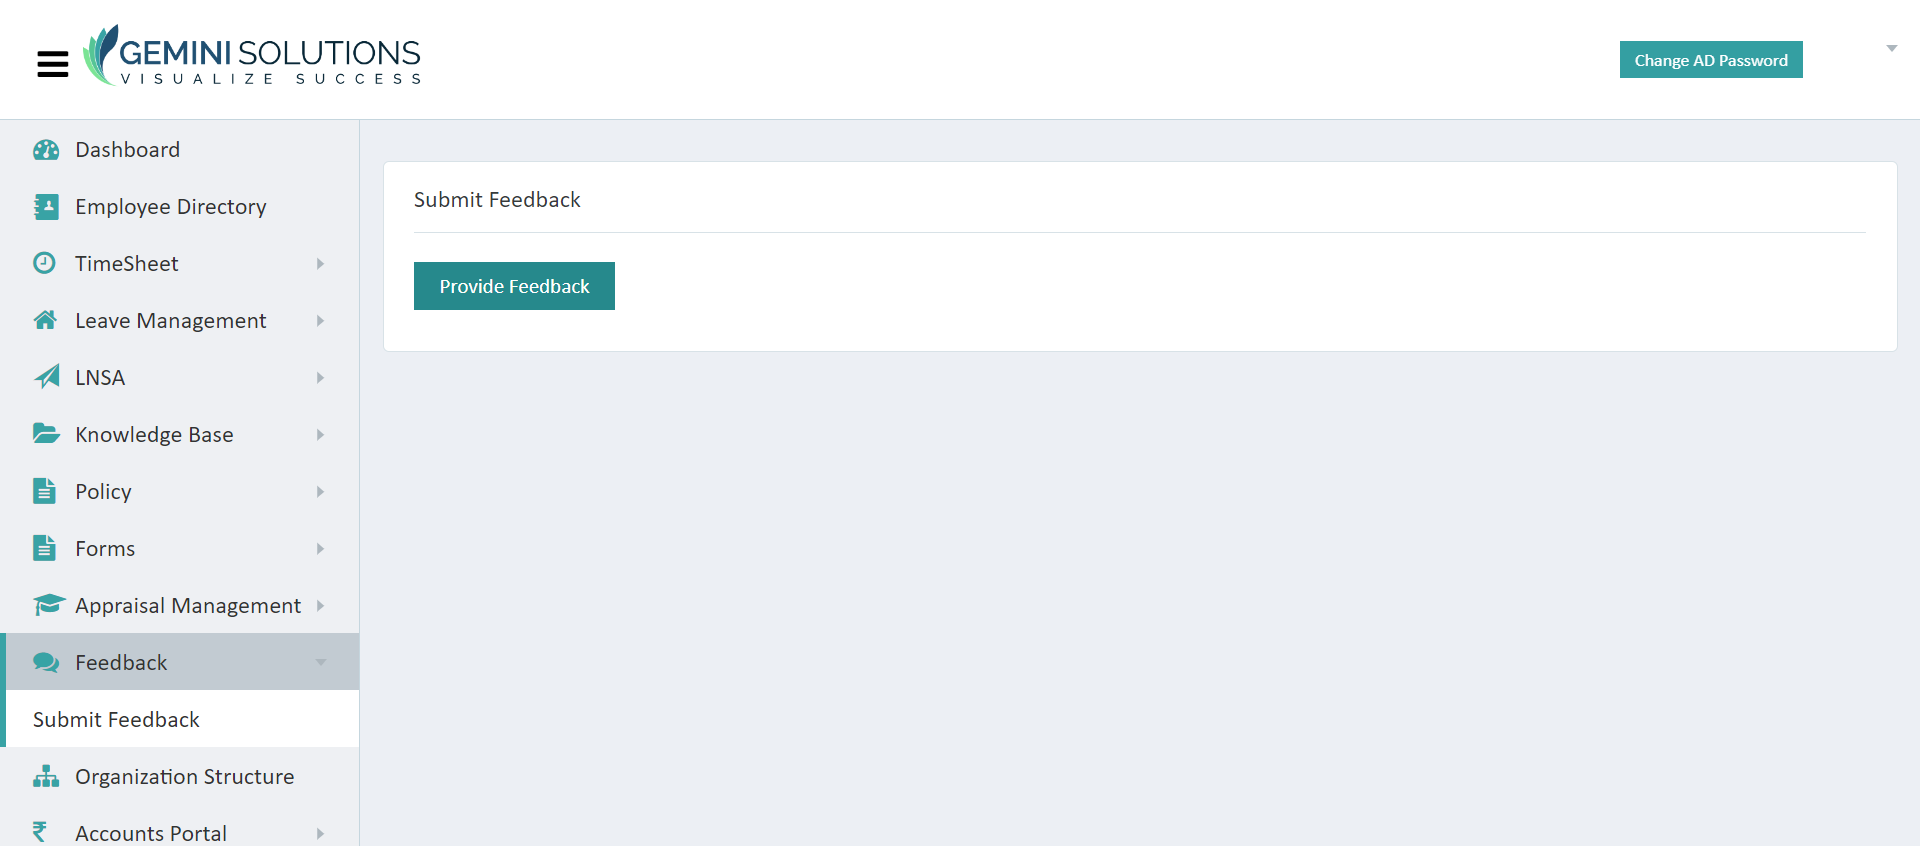 GEMINI SOLUTIONS
VISUALIZE SUCCESS
Change AD Password
Dashboard
Employee Directory
TimeSheet
Leave Management
LNSA
Knowledge Base
Policy
Forms
Appraisal Management
Feedback
Submit Feedback
Organization Structure
Accounts Portal
Submit Feedback
Provide Feedback